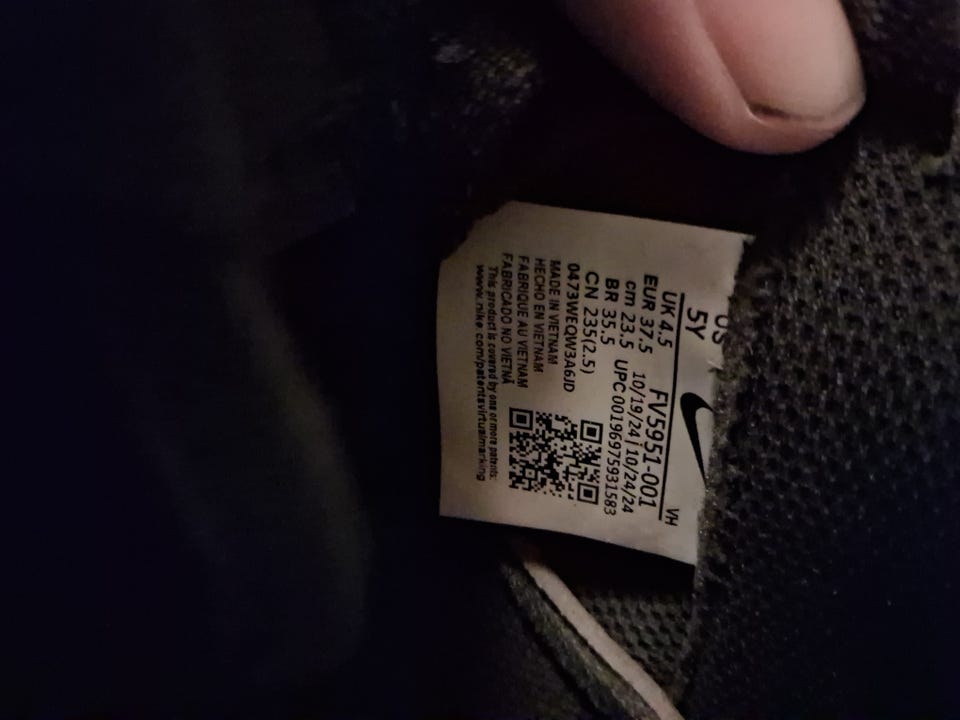 US
5Y
VH
UK 4.5
FV5951-001
EUR 37.5
10/19/24 | 10/24/24
cm 23.5
UPC 00196975931583
BR 35.5
CN 235(2.5)
0473WEQW3A6JD
MADE IN VIETNAM
HECHO EN VIETNAM
FABRIQUE AU VIETNAM
FABRICADO NO VIETNÃ
This product is covered by one or more patents:
www.nike.com/patentsvirtualmarking